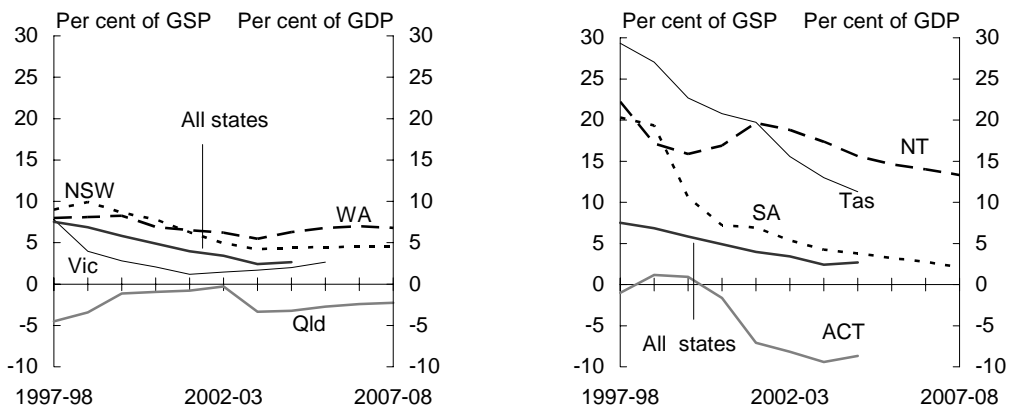 Per cent of GSP Per cent of GDP
30 30
25 25
20 20
15 15
10 10
5 5
0 0
-5 -5
-10 -10
All states
NSW
WA
Vic
Qld
1997-98 2002-03 2007-08
Per cent of GSP Per cent of GDP
30 30
25 25
20 20
15 15
10 10
5 5
0 0
-5 -5
-10 -10
NT
Tas
SA
All states
ACT
1997-98 2002-03 2007-08